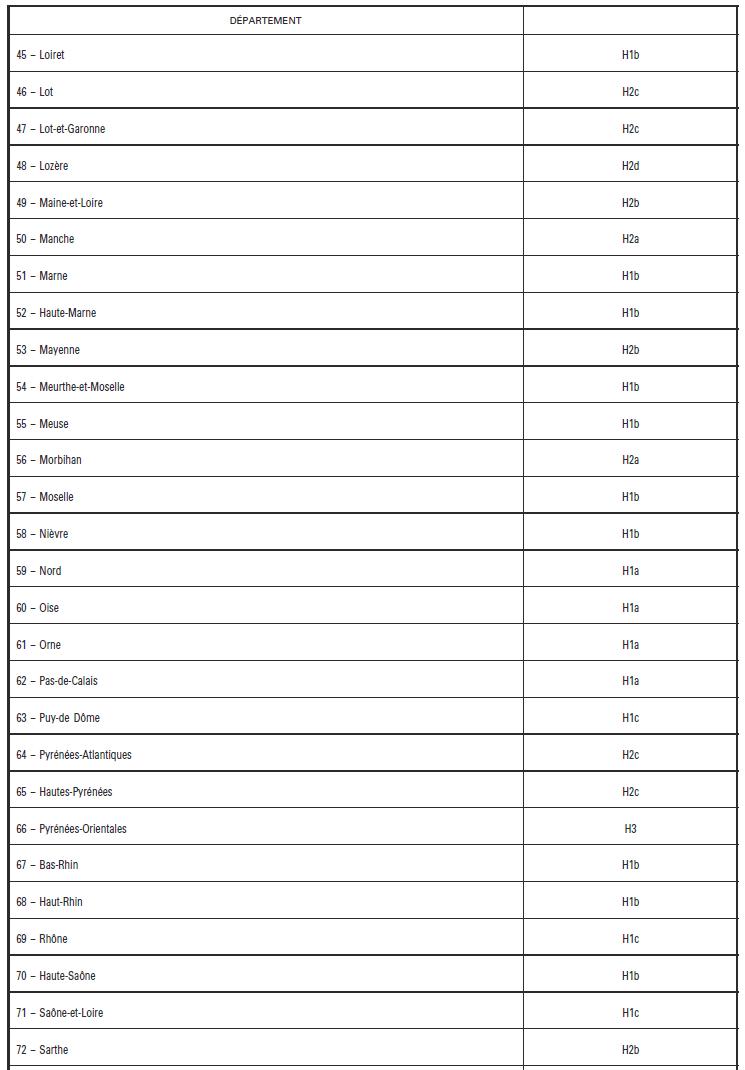 DÉPARTEMENT
45 – Loiret H1b
46 – Lot H2c
47 – Lot-et-Garonne H2c
48 – Lozère H2d
49 – Maine-et-Loire H2b
50 – Manche H2a
51 – Marne H1b
52 – Haute-Marne H1b
53 – Mayenne H2b
54 – Meurthe-et-Moselle H1b
55 – Meuse H1b
56 – Morbihan H2a
57 – Moselle H1b
58 – Nièvre H1b
59 – Nord H1a
60 – Oise H1a
61 – Orne H1a
62 – Pas-de-Calais H1a
63 – Puy-de Dôme H1c
64 – Pyrénées-Atlantiques H2c
65 – Hautes-Pyrénées H2c
66 – Pyrénées-Orientales H3
67 – Bas-Rhin H1b
68 – Haut-Rhin H1b
69 – Rhône H1c
70 – Haute-Saône H1b
71 – Saône-et-Loire H1c
72 – Sarthe H2b